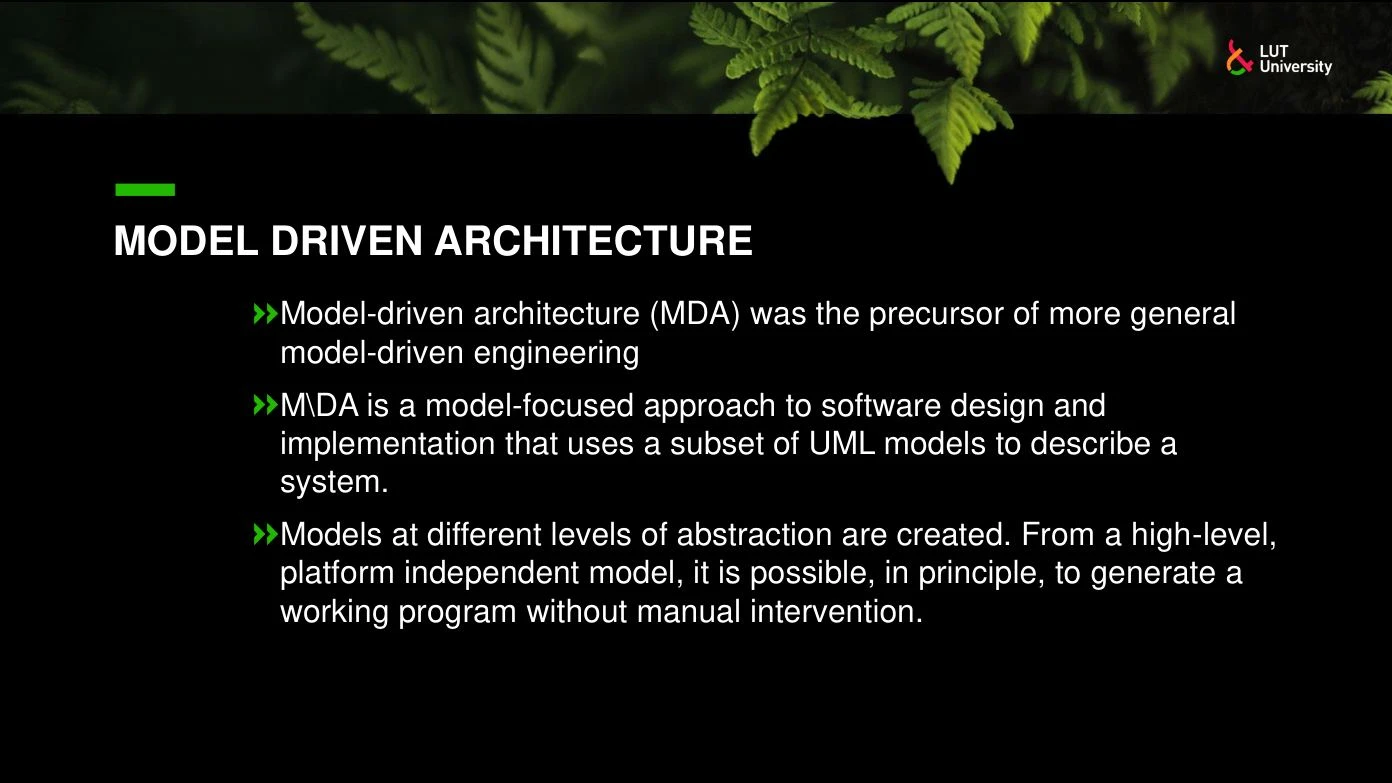 LUT
University
MODEL DRIVEN ARCHITECTURE
Model-driven architecture (MDA) was the precursor of more general
model-driven engineering
M\DA is a model-focused approach to software design and
implementation that uses a subset of UML models to describe a
system.
Models at different levels of abstraction are created. From a high-level,
platform independent model, it is possible, in principle, to generate a
working program without manual intervention.